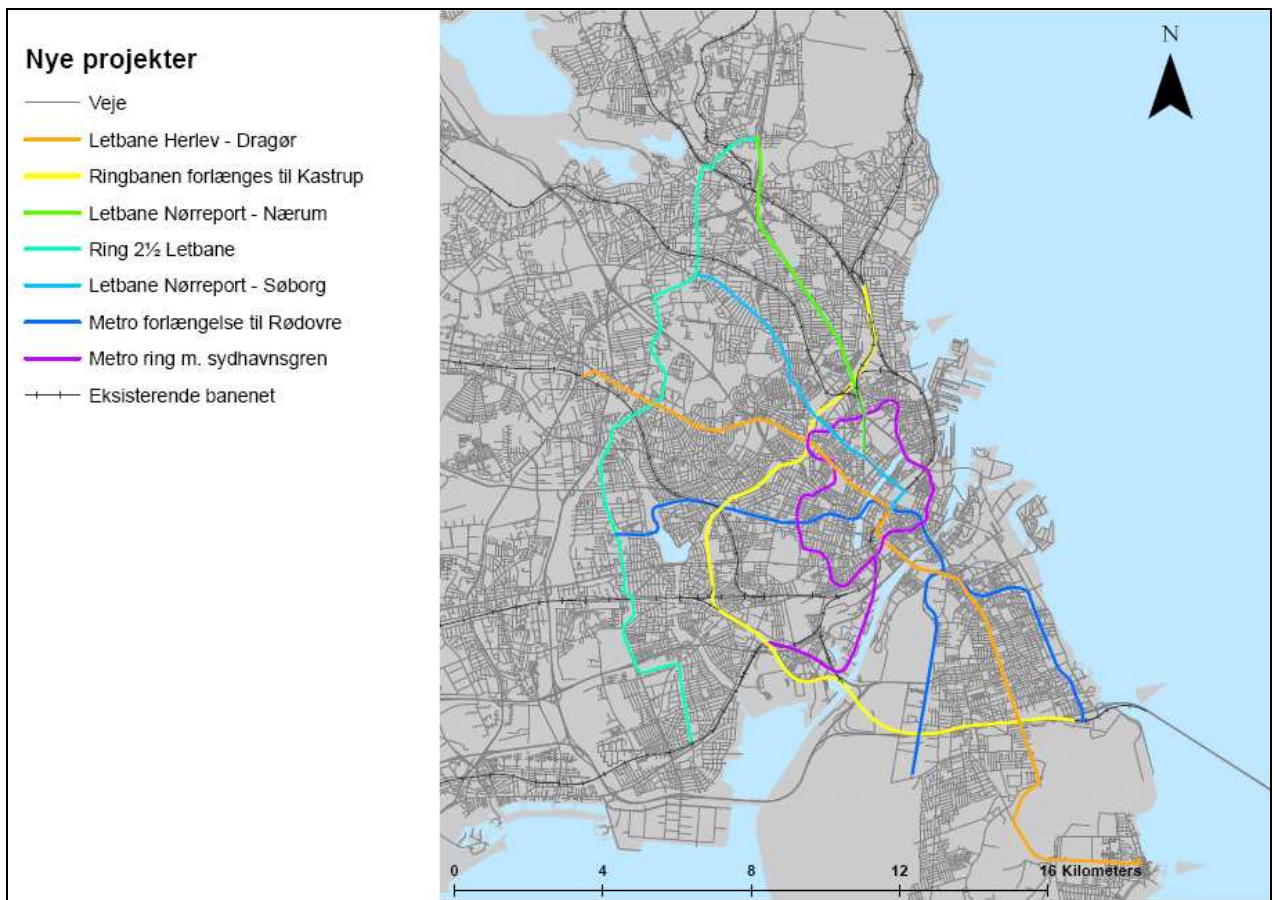 Nye projekter
Veje
Letbane Herlev - Dragør
Ringbanen forlænges til Kastrup
Letbane Nørreport - Nærum
Ring 2½ Letbane
Letbane Nørreport - Søborg
Metro forlængelse til Rødovre
Metro ring m. sydhavnsgren
Eksisterende banenet
N
0 4 8 12 16 Kilometers